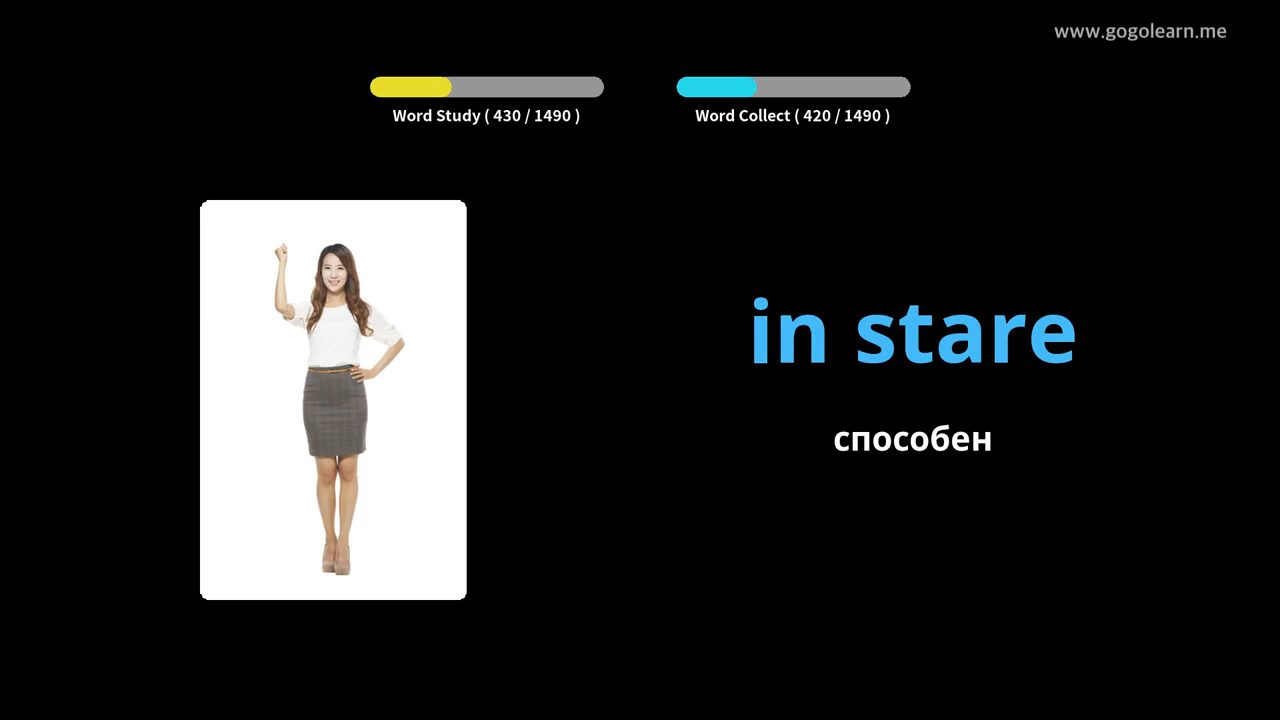 www.gogolearn.me
Word Study ( 430 / 1490 )
Word Collect ( 420 / 1490 )
in stare
способен